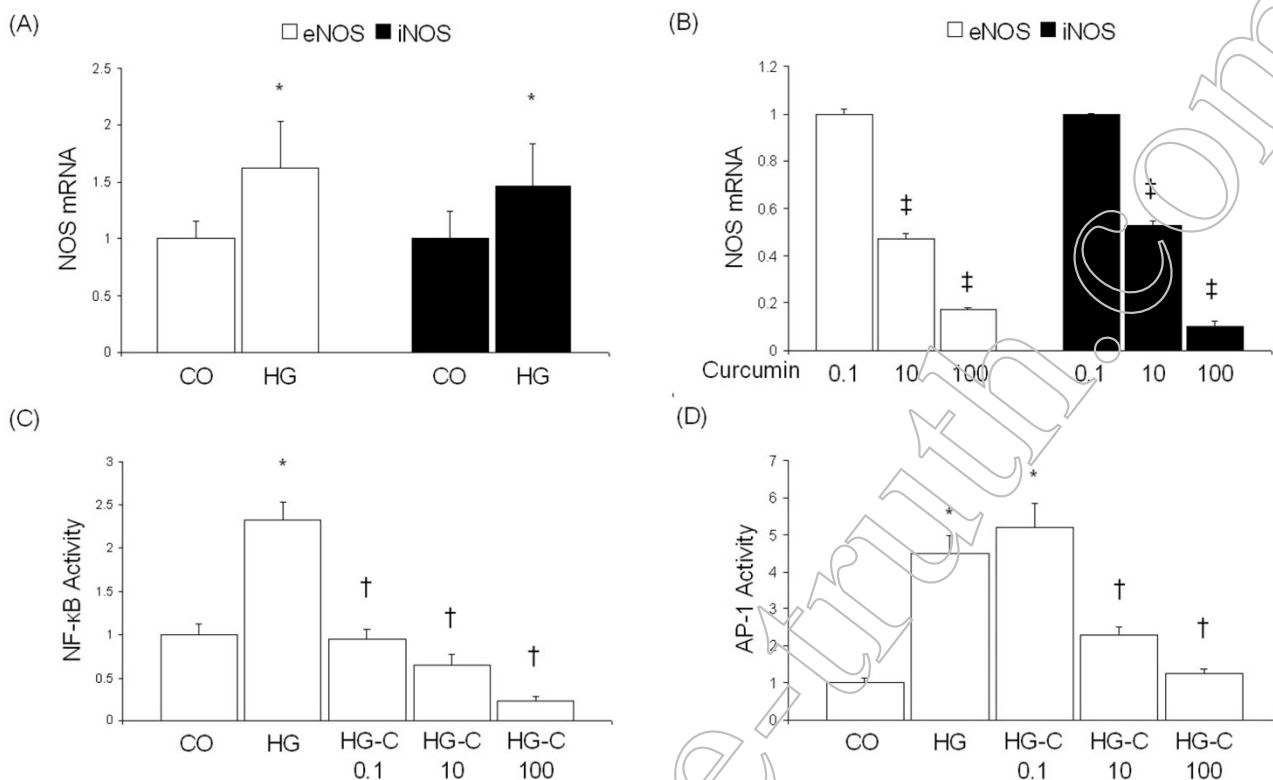 (A)
□ eNOS ■ iNOS
NOS mRNA
2.5
2
1.5
1
0.5
0
*
*
CO HG CO HG
(B)
□ eNOS ■ iNOS
NOS mRNA
1.2
1
0.8
0.6
0.4
0.2
0
‡
‡
‡
‡
Curcumin 0.1 10 100 0.1 10 100
(C)
NF-κB Activity
3
2.5
2
1.5
1
0.5
0
*
†
†
†
CO HG HG-C HG-C HG-C
0.1 10 100
(D)
AP-1 Activity
7
6
5
4
3
2
1
0
*
*
†
†
CO HG HG-C HG-C HG-C
0.1 10 100
e-truth.com